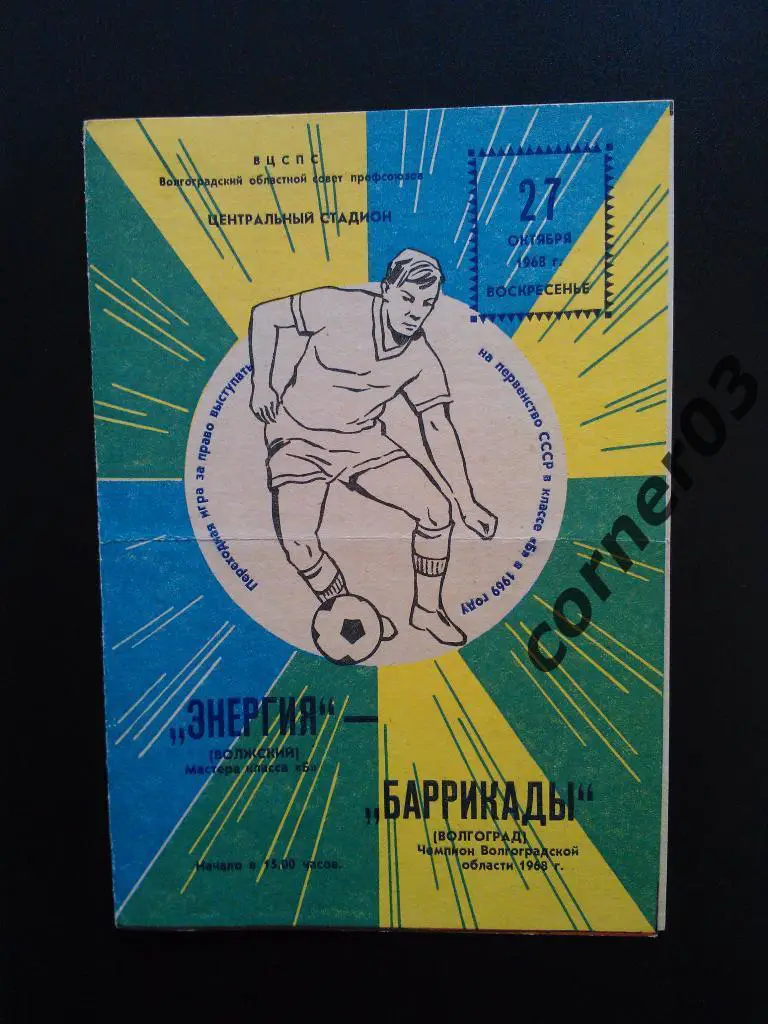 ВЦСПС
Волгоградский областной совет профсоюзов
ЦЕНТРАЛЬНЫЙ СТАДИОН
27
ОКТЯБРЯ
1968 г.
ВОСКРЕСЕНЬЕ
Переходная игра за право выступать
на первенство СССР в классе «Б» в 1969 году
„ЭНЕРГИЯ“ —
(ВОЛЖСКИЙ)
Мастера класса «Б»
„БАРРИКАДЫ“
(ВОЛГОГРАД)
Чемпион Волгоградской
области 1968 г.
Начало в 15,00 часов.
corner03